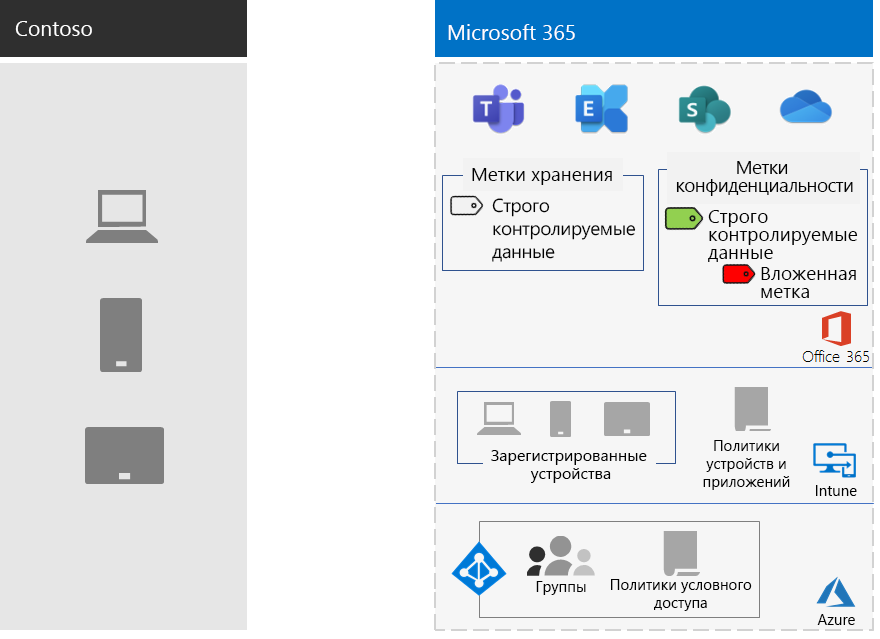 Contoso
Microsoft 365
T
E
S
Метки хранения
Строго
контролируемые
данные
Метки
конфиденциальности
Строго
контролируемые
данные
Вложенная
метка
Office 365
Зарегистрированные
устройства
Политики
устройств и
приложений
Intune
Группы
Политики условного
доступа
Azure